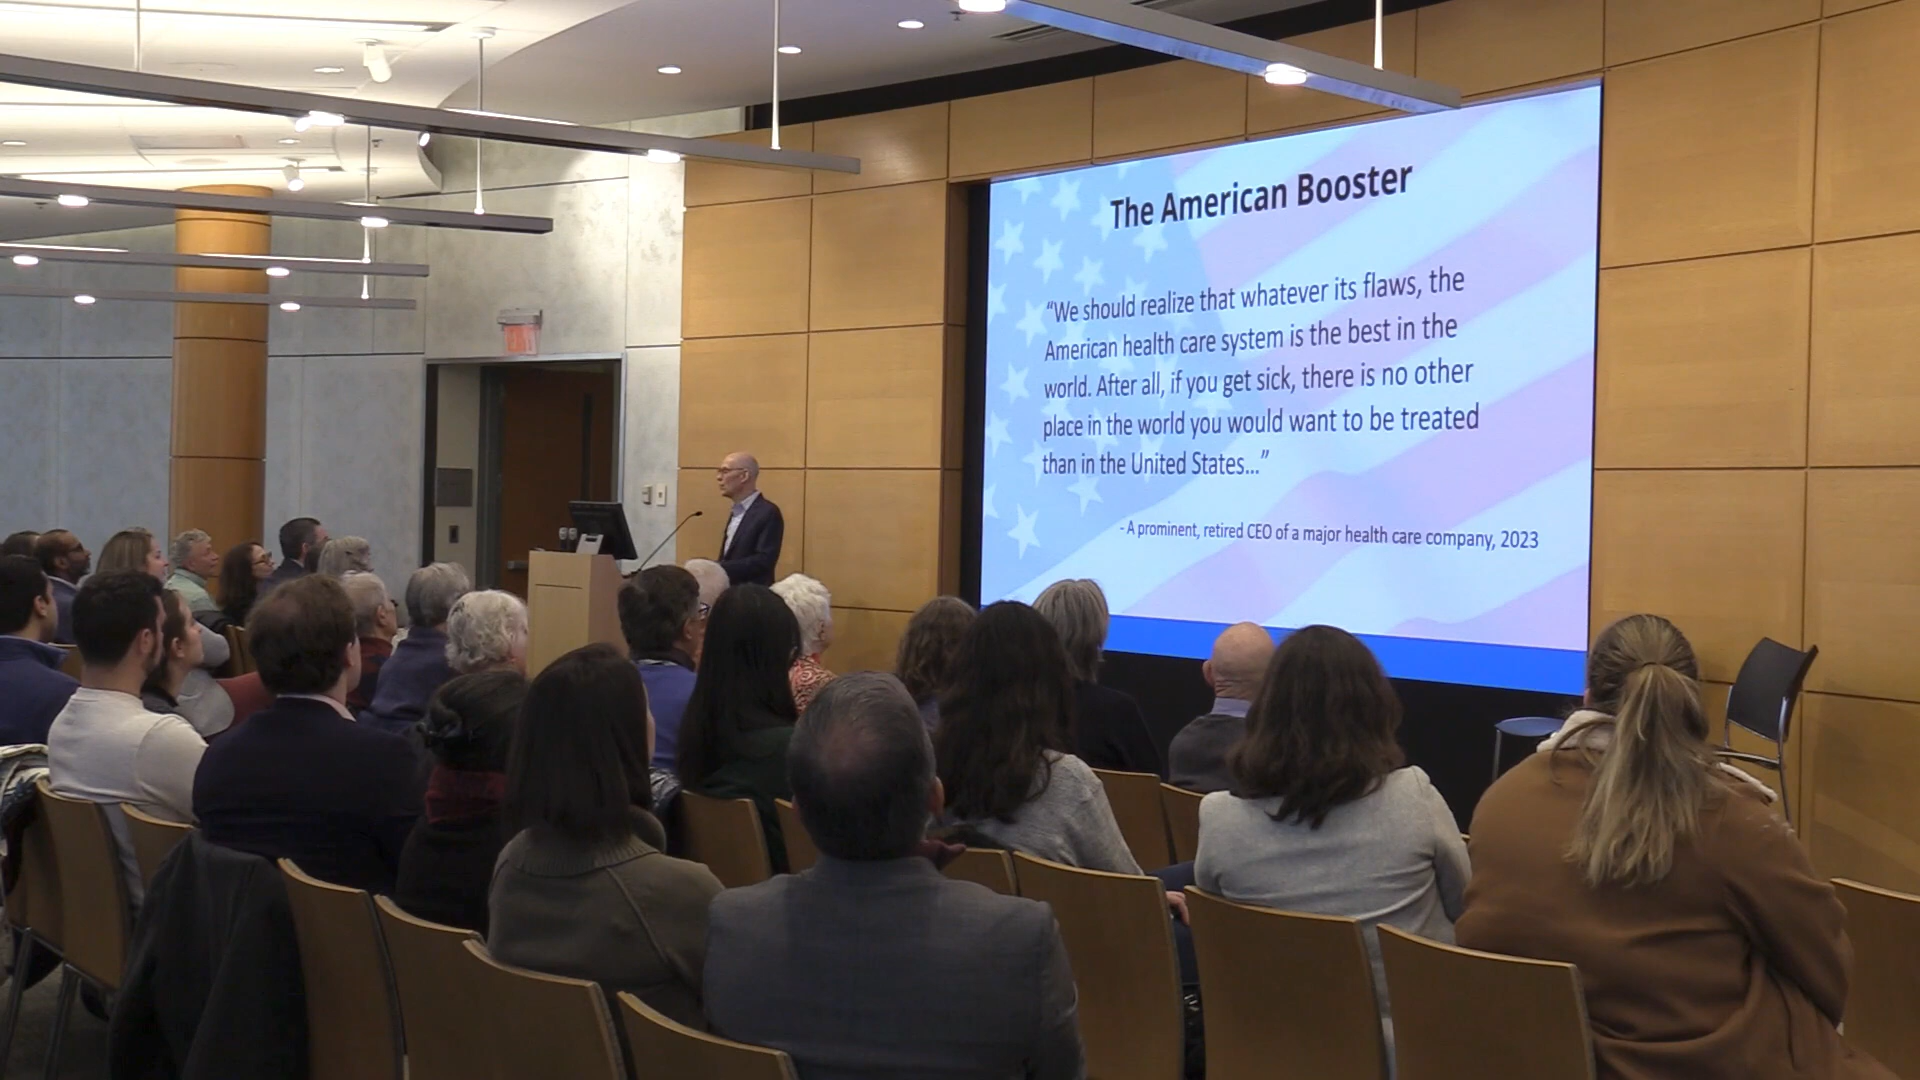 The American Booster
“We should realize that whatever its flaws, the
American health care system is the best in the
world. After all, if you get sick, there is no other
place in the world you would want to be treated
than in the United States...”
- A prominent, retired CEO of a major health care company, 2023